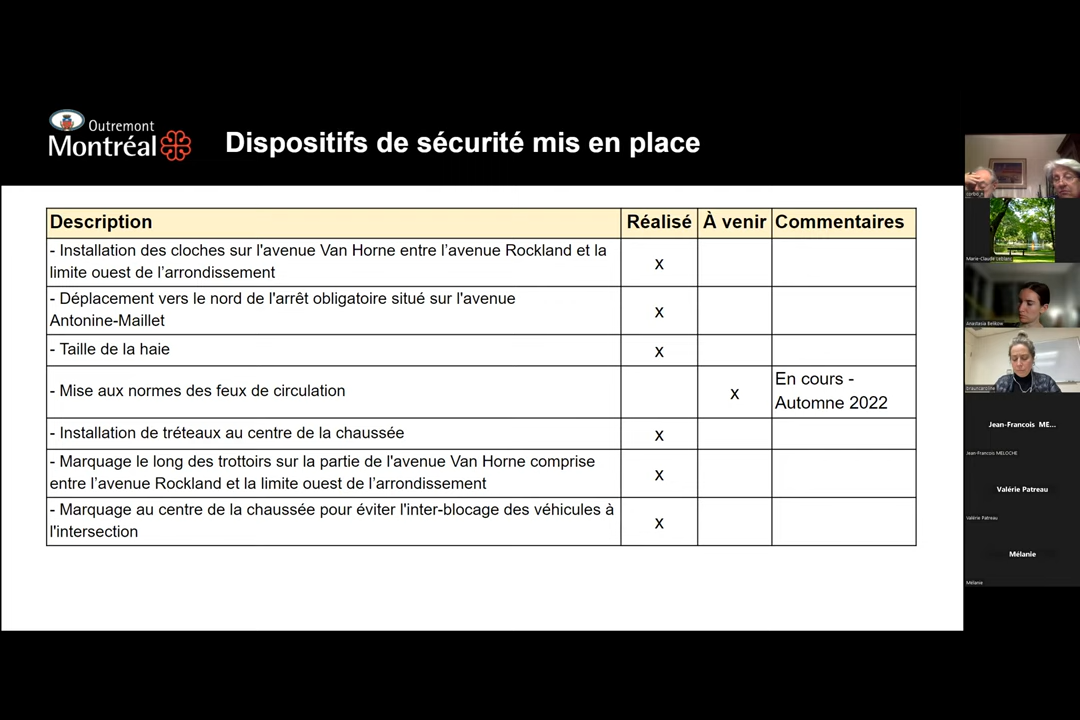 Outremont
Montréal
Dispositifs de sécurité mis en place
Description Réalisé À venir Commentaires
- Installation des cloches sur l'avenue Van Horne entre l’avenue Rockland et la
limite ouest de l’arrondissement
x
- Déplacement vers le nord de l'arrêt obligatoire situé sur l'avenue
Antonine-Maillet
x
- Taille de la haie x
- Mise aux normes des feux de circulation x
En cours -
Automne 2022
- Installation de tréteaux au centre de la chaussée x
- Marquage le long des trottoirs sur la partie de l'avenue Van Horne comprise
entre l’avenue Rockland et la limite ouest de l’arrondissement
x
- Marquage au centre de la chaussée pour éviter l'inter-blocage des véhicules à
l'intersection
x
Marie-Claude Leblanc
Anastasia Belikow
Jean-Francois ME...
Jean-Francois MELOCHE
Valérie Patreau
Valérie Patreau
Mélanie
Mélanie